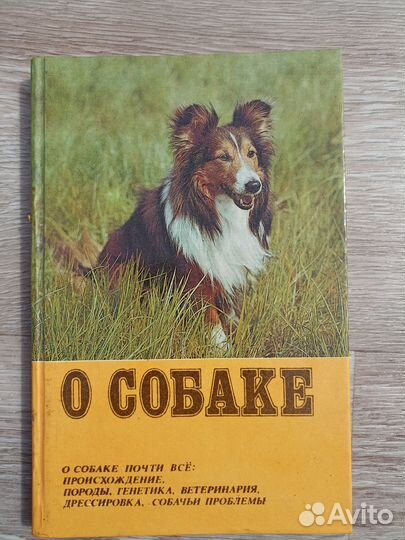 О СОБАКЕ
О СОБАКЕ ПОЧТИ ВСЁ:
ПРОИСХОЖДЕНИЕ,
ПОРОДЫ, ГЕНЕТИКА, ВЕТЕРИНАРИЯ,
ДРЕССИРОВКА, СОБАЧЬИ ПРОБЛЕМЫ
Avito